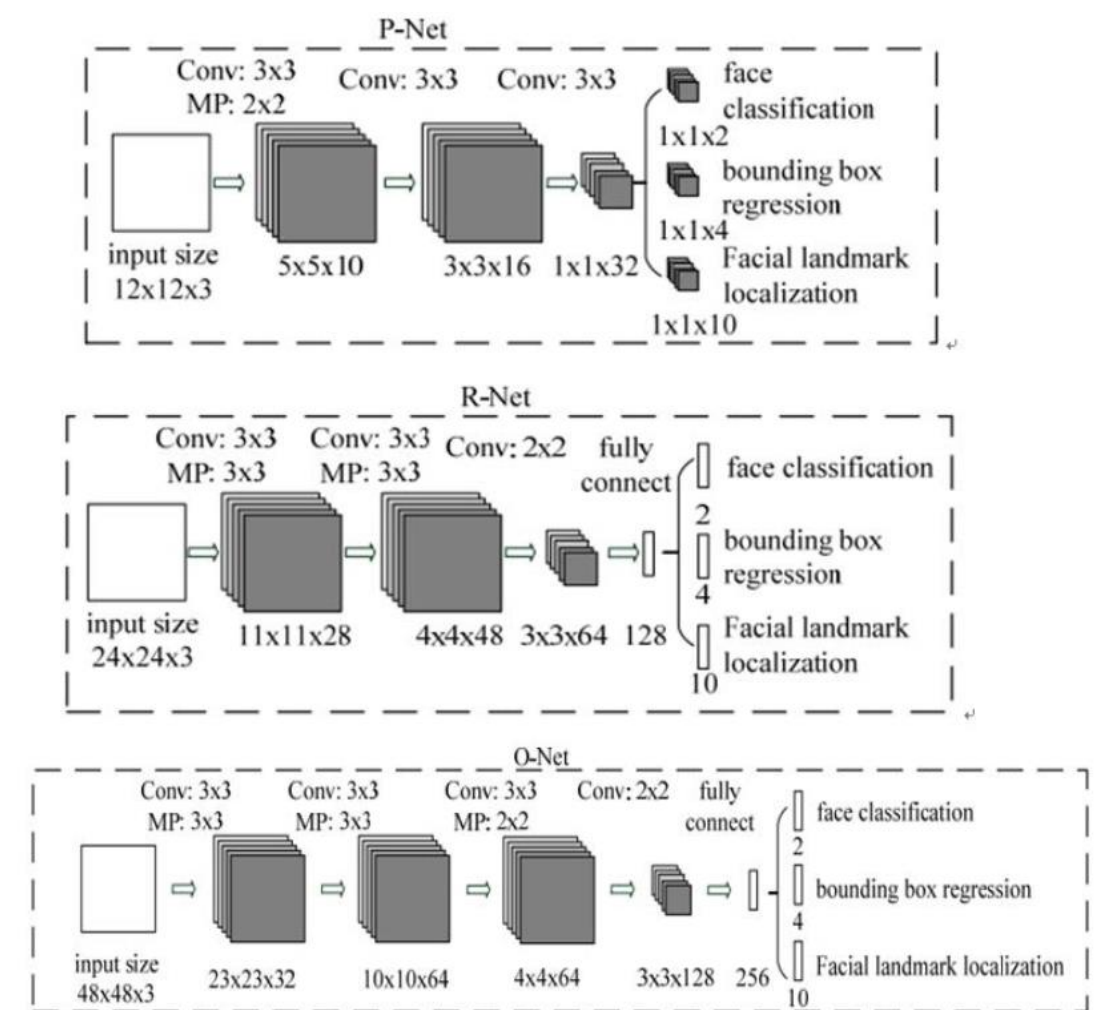 P-Net
Conv: 3x3
MP: 2x2
Conv: 3x3
Conv: 3x3
face
classification
1x1x2
bounding box
regression
1x1x4
Facial landmark
localization
1x1x10
input size
12x12x3
5x5x10
3x3x16
1x1x32
R-Net
Conv: 3x3
MP: 3x3
Conv: 3x3
MP: 3x3
Conv: 2x2
fully
connect
face classification
2
bounding box
regression
4
Facial landmark
localization
10
input size
24x24x3
11x11x28
4x4x48
3x3x64
128
O-Net
Conv: 3x3
MP: 3x3
Conv: 3x3
MP: 3x3
Conv: 3x3
MP: 2x2
Conv: 2x2
fully
connect
face classification
2
bounding box regression
4
Facial landmark localization
10
input size
48x48x3
23x23x32
10x10x64
4x4x64
3x3x128
256